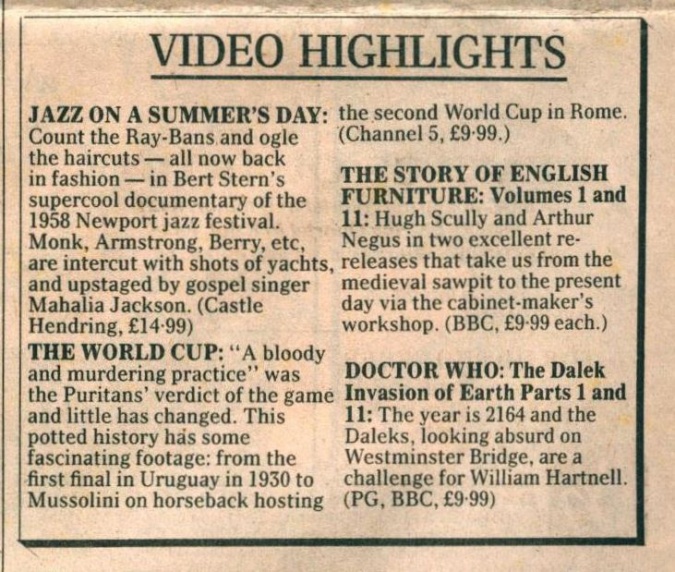 VIDEO HIGHLIGHTS
JAZZ ON A SUMMER'S DAY:
Count the Ray-Bans and ogle
the haircuts — all now back
in fashion — in Bert Stern's
supercool documentary of the
1958 Newport jazz festival.
Monk, Armstrong, Berry, etc,
are intercut with shots of yachts,
and upstaged by gospel singer
Mahalia Jackson. (Castle
Hendring, £14·99)
THE WORLD CUP: "A bloody
and murdering practice" was
the Puritans' verdict of the game
and little has changed. This
potted history has some
fascinating footage: from the
first final in Uruguay in 1930 to
Mussolini on horseback hosting
the second World Cup in Rome.
(Channel 5, £9·99.)
THE STORY OF ENGLISH
FURNITURE: Volumes 1 and
11: Hugh Scully and Arthur
Negus in two excellent re-
releases that take us from the
medieval sawpit to the present
day via the cabinet-maker's
workshop. (BBC, £9·99 each.)
DOCTOR WHO: The Dalek
Invasion of Earth Parts 1 and
11: The year is 2164 and the
Daleks, looking absurd on
Westminster Bridge, are a
challenge for William Hartnell.
(PG, BBC, £9·99)